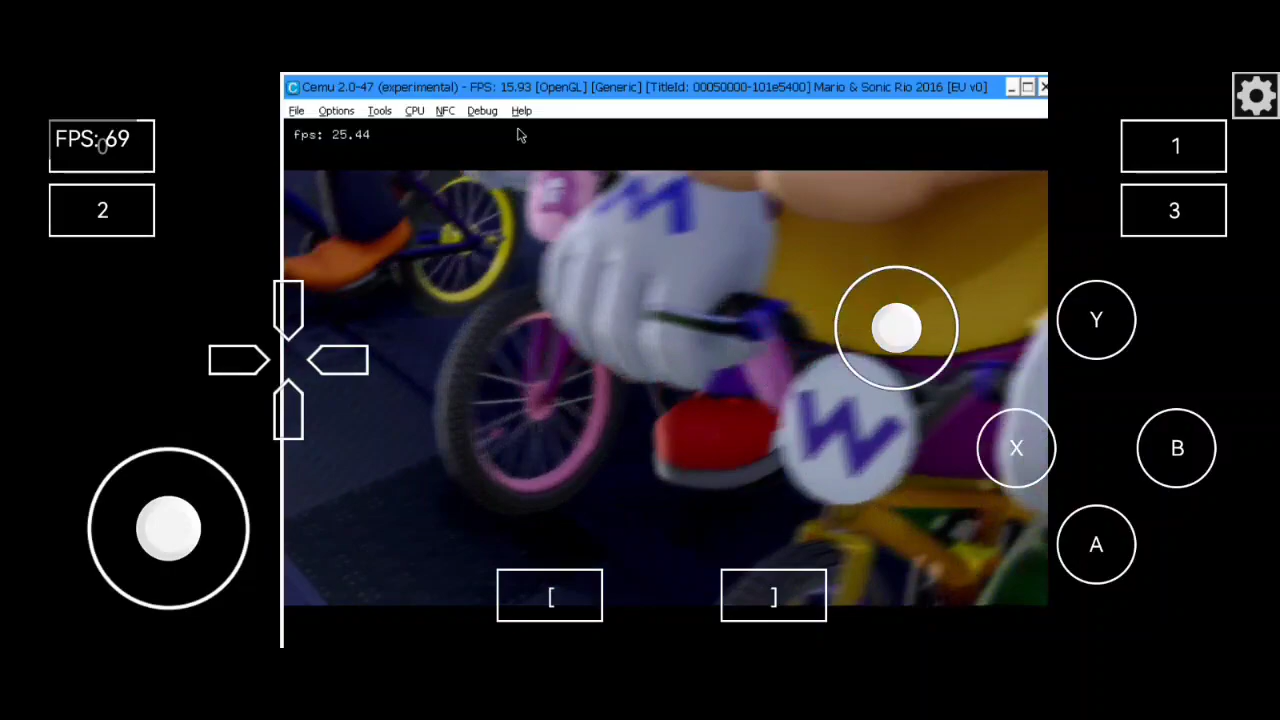 Cemu 2.0-47 (experimental) - FPS: 15.93 [OpenGL] [Generic] [TitleId: 00050000-101e5400] Mario & Sonic Rio 2016 [EU v0]
File Options Tools CPU NFC Debug Help
fps: 25.44
FPS: 69
0
1
2
3
M
W
Y
X
B
A
[
]